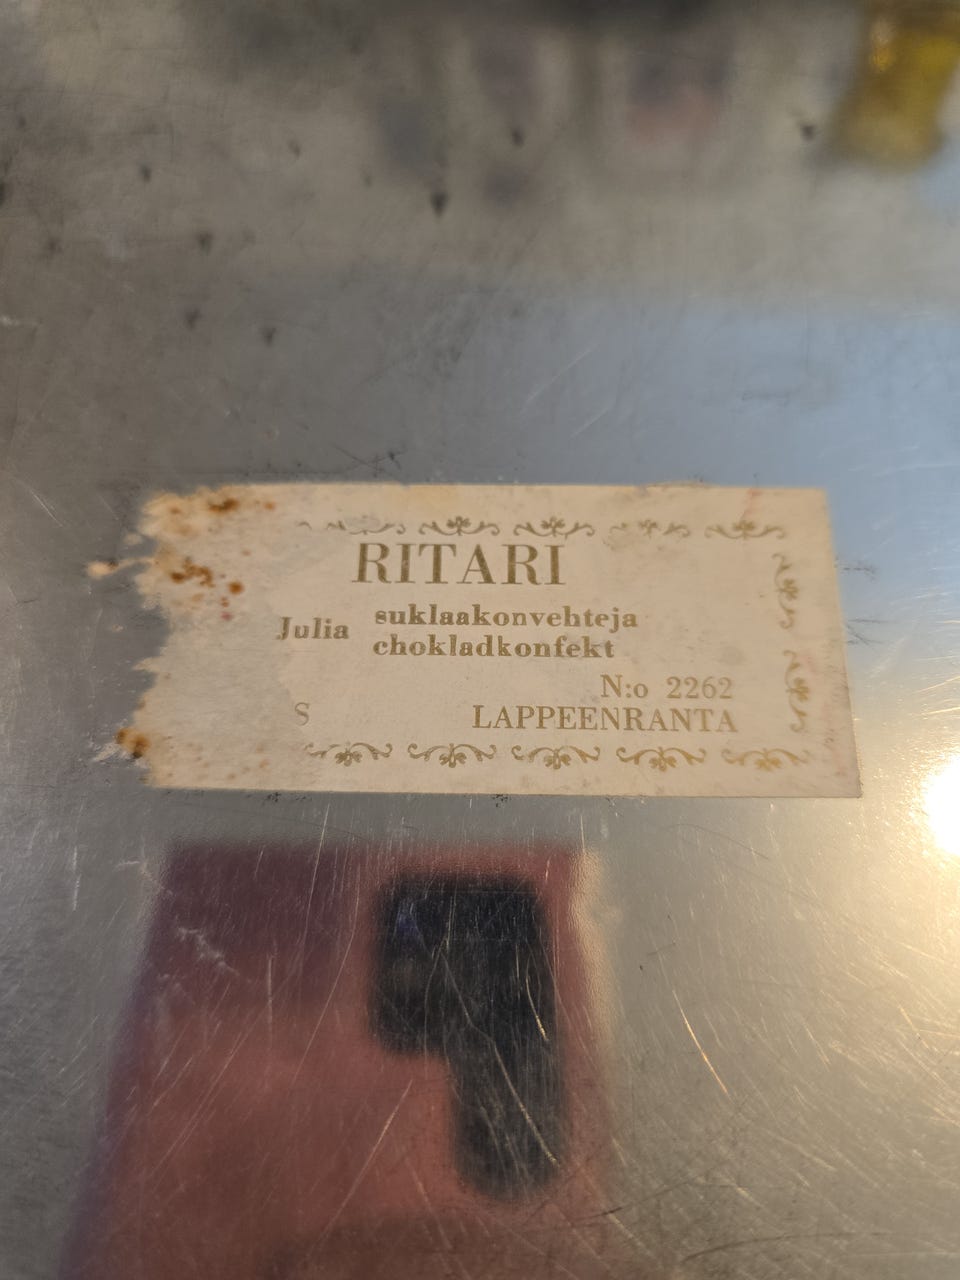 RITARI
Julia suklaakonvehteja
chokladkonfekt
N:o 2262
S LAPPEENRANTA